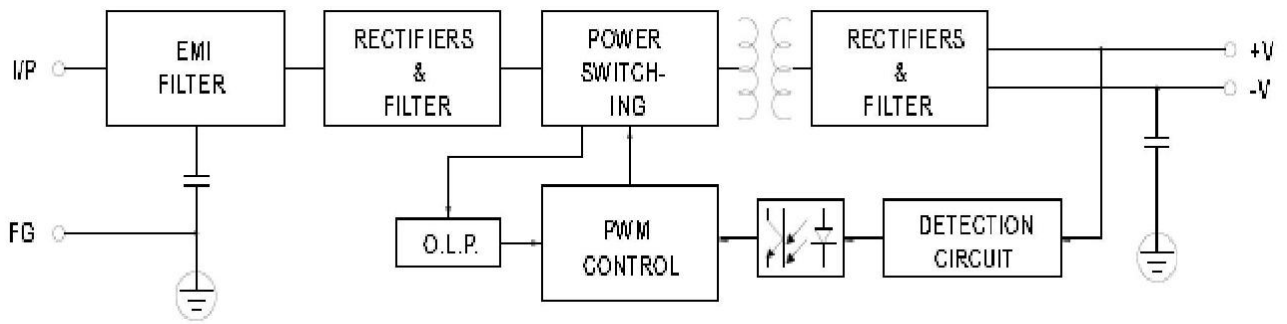 I/P
EMI
FILTER
RECTIFIERS
&
FILTER
POWER
SWITCH-
ING
RECTIFIERS
&
FILTER
+V
-V
FG
O.L.P.
PWM
CONTROL
DETECTION
CIRCUIT